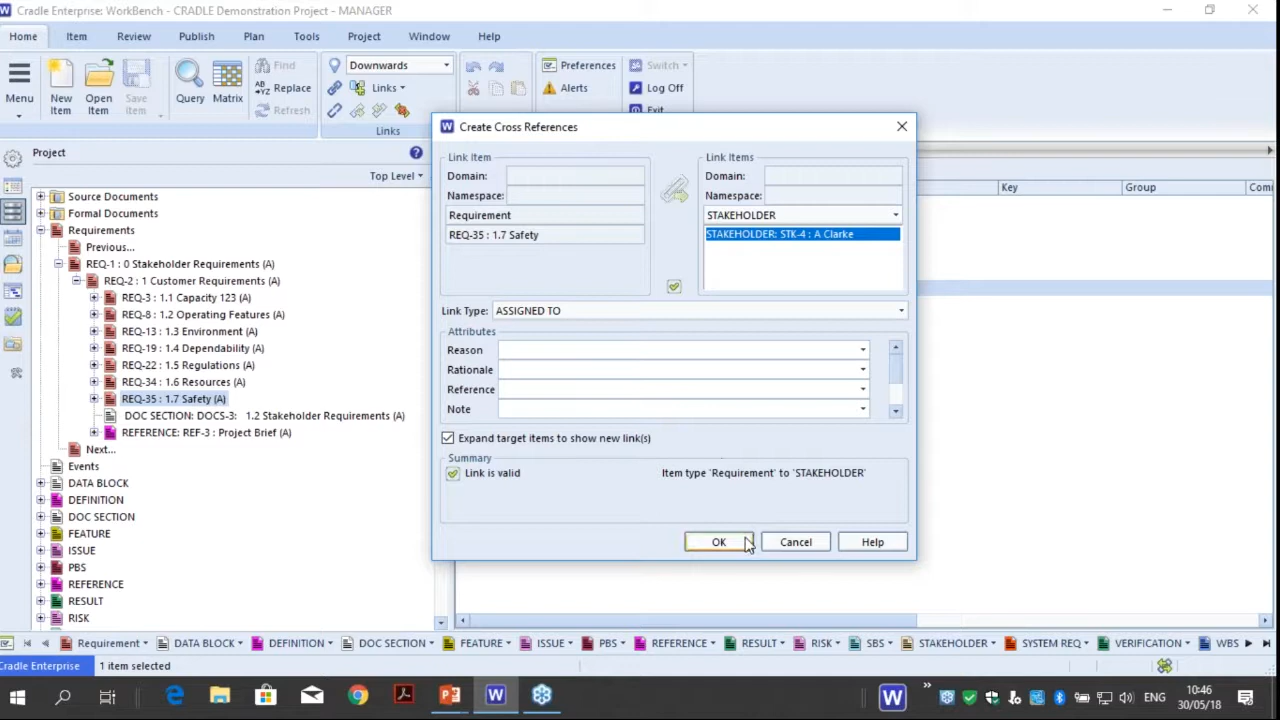 Cradle Enterprise: WorkBench - CRADLE Demonstration Project - MANAGER
Home Item Review Publish Plan Tools Project Window Help
Menu
New Item
Open Item
Save Item
Query
Matrix
Find
Replace
Refresh
Downwards
Links
Links
Preferences
Alerts
Switch
Log Off
Exit
Project
Top Level
Source Documents
Formal Documents
Requirements
Previous...
REQ-1 : 0 Stakeholder Requirements (A)
REQ-2 : 1 Customer Requirements (A)
REQ-3 : 1.1 Capacity 123 (A)
REQ-8 : 1.2 Operating Features (A)
REQ-13 : 1.3 Environment (A)
REQ-19 : 1.4 Dependability (A)
REQ-22 : 1.5 Regulations (A)
REQ-34 : 1.6 Resources (A)
REQ-35 : 1.7 Safety (A)
DOC SECTION: DOCS-3: 1.2 Stakeholder Requirements (A)
REFERENCE: REF-3 : Project Brief (A)
Next...
Events
DATA BLOCK
DEFINITION
DOC SECTION
FEATURE
ISSUE
PBS
REFERENCE
RESULT
RISK
Create Cross References
Link Item
Domain:
Namespace:
Requirement
REQ-35 : 1.7 Safety
Link Items
Domain:
Namespace:
STAKEHOLDER
STAKEHOLDER: STK-4 : A Clarke
Link Type: ASSIGNED TO
Attributes
Reason
Rationale
Reference
Note
Expand target items to show new link(s)
Summary
Link is valid Item type 'Requirement' to 'STAKEHOLDER'
OK Cancel Help
Key Group
Requirement DATA BLOCK DEFINITION DOC SECTION FEATURE ISSUE PBS REFERENCE RESULT RISK SBS STAKEHOLDER SYSTEM REQ VERIFICATION WBS
Cradle Enterprise 1 item selected
ENG
10:46
30/05/18